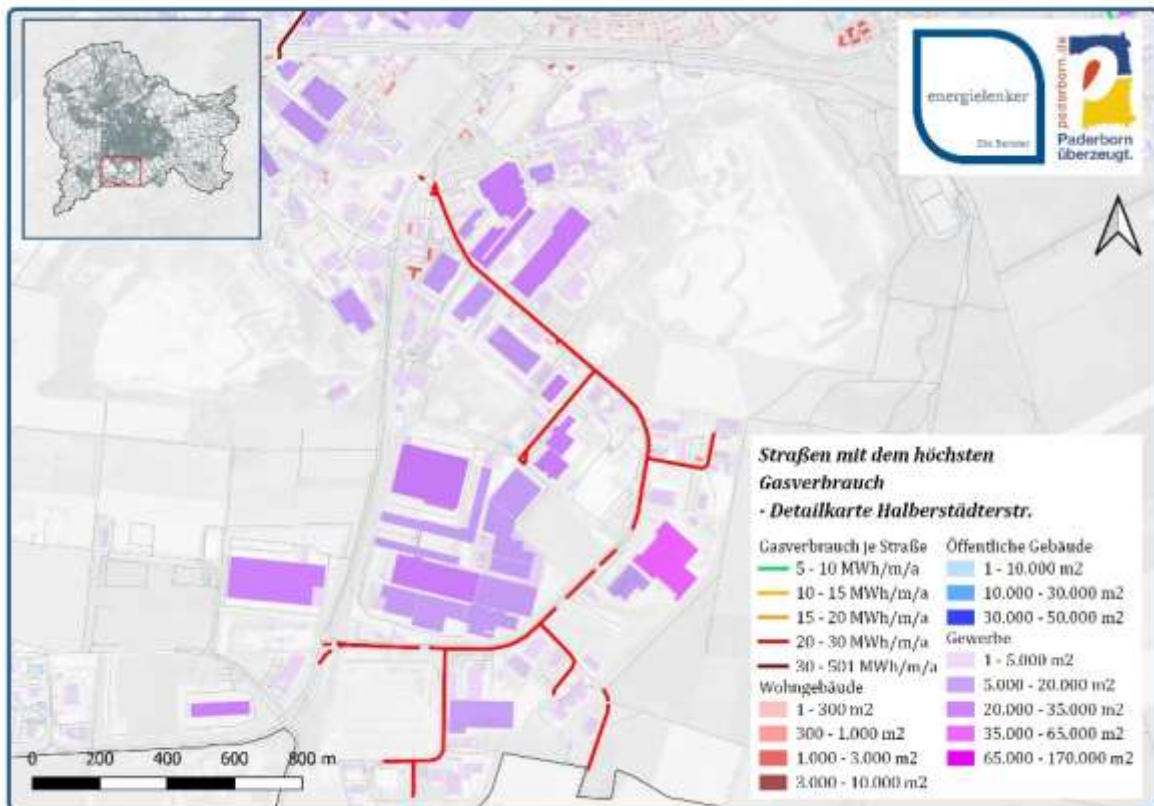 energielenker
Die Berater
paderborn.de
Paderborn
überzeugt.
Straßen mit dem höchsten
Gasverbrauch
- Detailkarte Halberstädterstr.
Gasverbrauch je Straße
5 - 10 MWh/m/a
10 - 15 MWh/m/a
15 - 20 MWh/m/a
20 - 30 MWh/m/a
30 - 501 MWh/m/a
Wohngebäude
1 - 300 m2
300 - 1.000 m2
1.000 - 3.000 m2
3.000 - 10.000 m2
Öffentliche Gebäude
1 - 10.000 m2
10.000 - 30.000 m2
30.000 - 50.000 m2
Gewerbe
1 - 5.000 m2
5.000 - 20.000 m2
20.000 - 35.000 m2
35.000 - 65.000 m2
65.000 - 170.000 m2
0 200 400 600 800 m